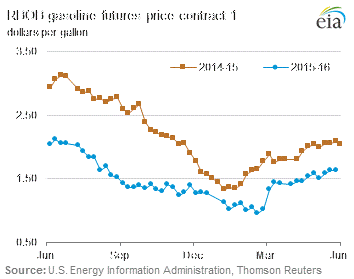 RBOB gasoline futures price contract 1
dollars per gallon
eia
3.50
2014-15
2015-16
2.50
1.50
0.50
Jun
Sep
Dec
Mar
Jun
Source: U.S. Energy Information Administration, Thomson Reuters